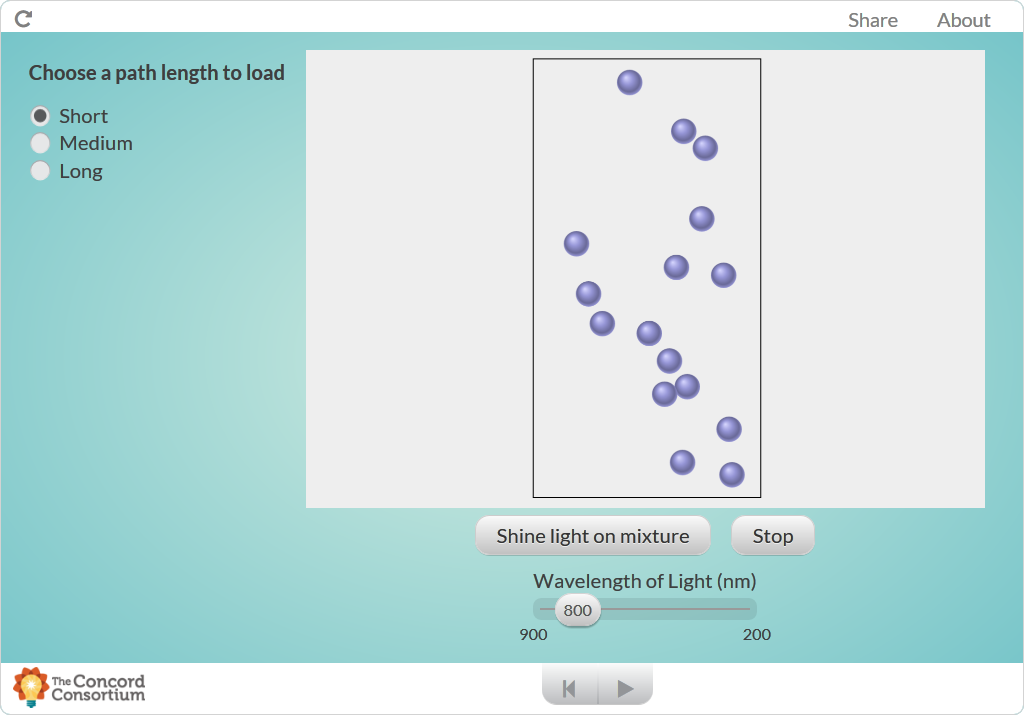 Share About
Choose a path length to load
Short
Medium
Long
Shine light on mixture Stop
Wavelength of Light (nm)
800
900 200
The Concord
Consortium